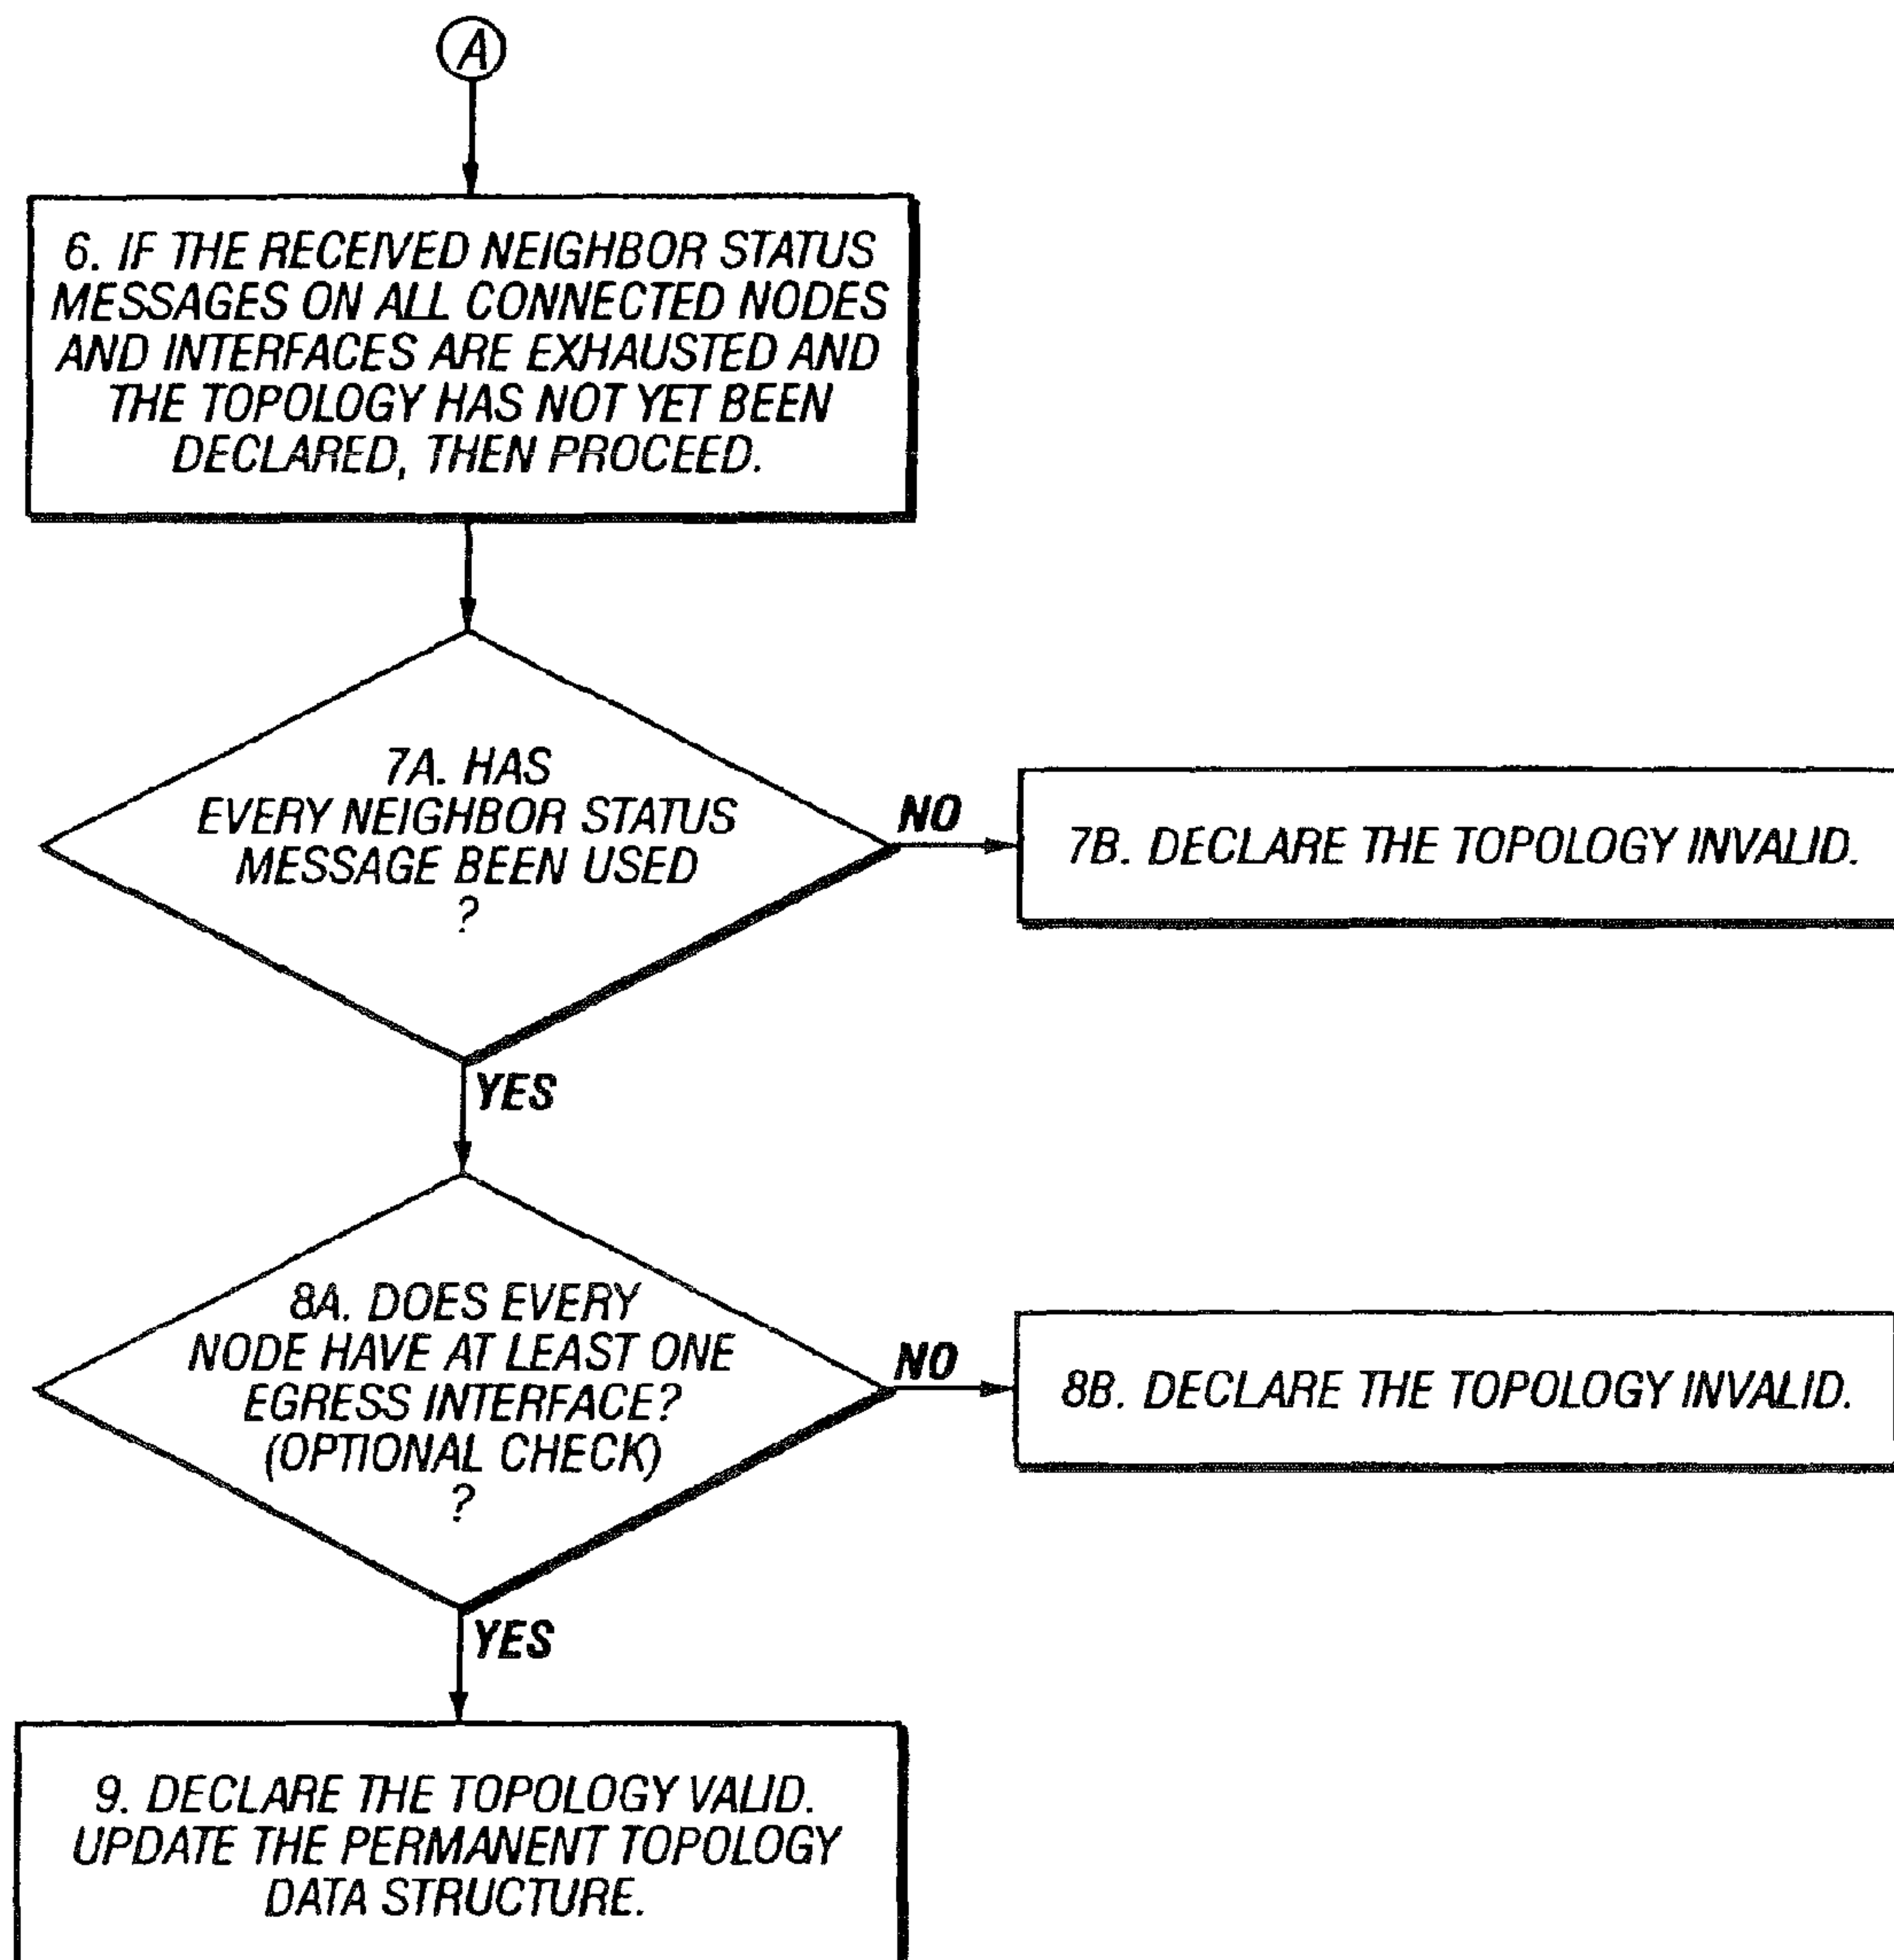 A
6. IF THE RECEIVED NEIGHBOR STATUS
MESSAGES ON ALL CONNECTED NODES
AND INTERFACES ARE EXHAUSTED AND
THE TOPOLOGY HAS NOT YET BEEN
DECLARED, THEN PROCEED.
7A. HAS
EVERY NEIGHBOR STATUS
MESSAGE BEEN USED
?
NO
7B. DECLARE THE TOPOLOGY INVALID.
YES
8A. DOES EVERY
NODE HAVE AT LEAST ONE
EGRESS INTERFACE?
(OPTIONAL CHECK)
?
NO
8B. DECLARE THE TOPOLOGY INVALID.
YES
9. DECLARE THE TOPOLOGY VALID.
UPDATE THE PERMANENT TOPOLOGY
DATA STRUCTURE.